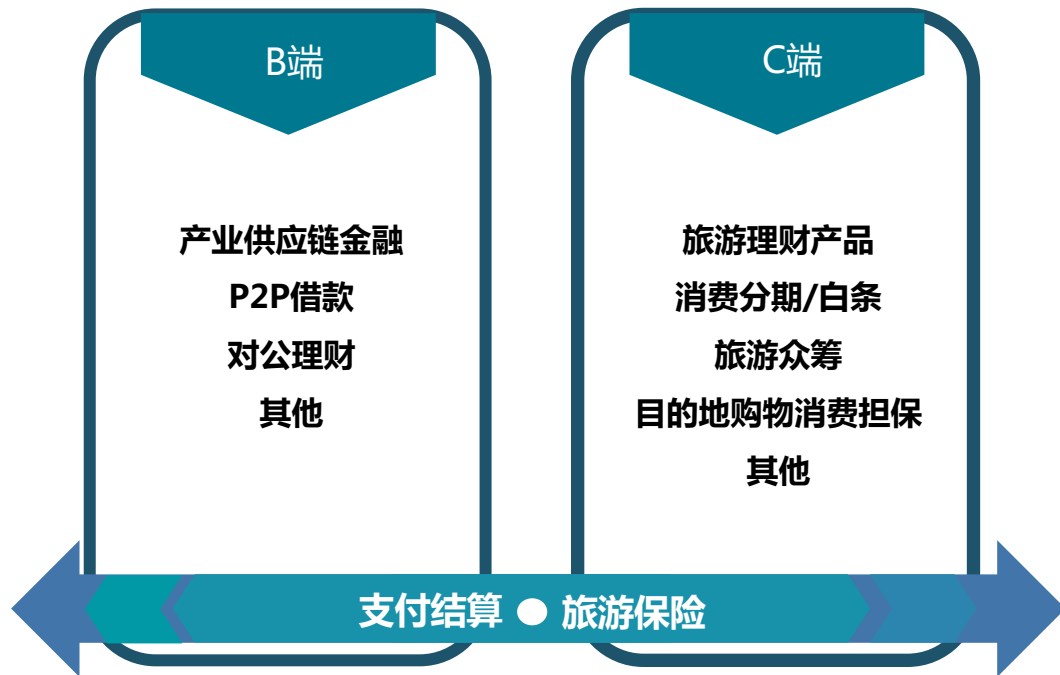 B端
产业供应链金融
P2P借款
对公理财
其他
C端
旅游理财产品
消费分期/白条
旅游众筹
目的地购物消费担保
其他
支付结算 ● 旅游保险